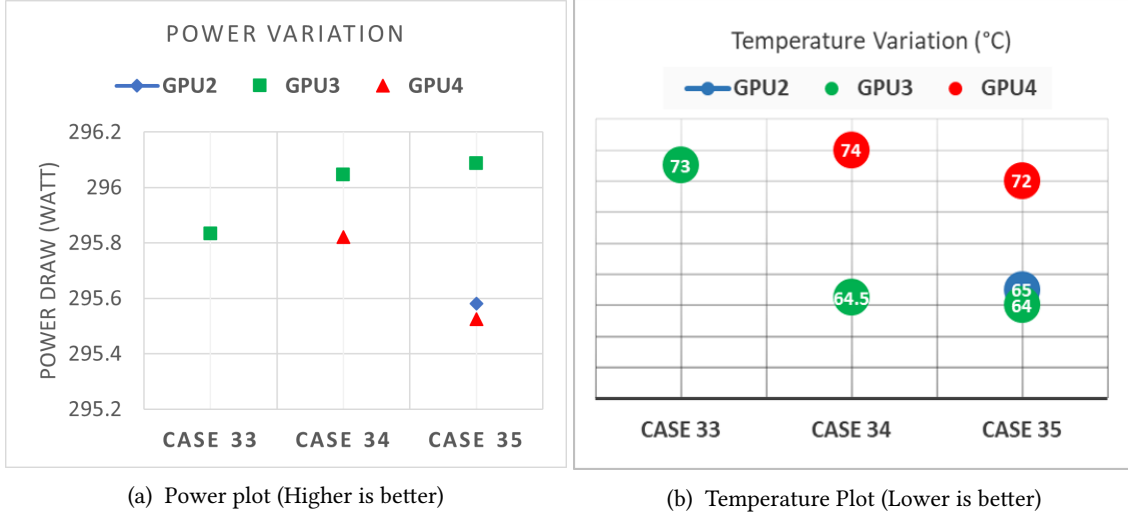 POWER VARIATION
GPU2 GPU3 GPU4
POWER DRAW (WATT)
296.2
296
295.8
295.6
295.4
295.2
CASE 33 CASE 34 CASE 35
(a) Power plot (Higher is better)
Temperature Variation (°C)
GPU2 GPU3 GPU4
74
73
72
65
64.5
64
CASE 33 CASE 34 CASE 35
(b) Temperature Plot (Lower is better)